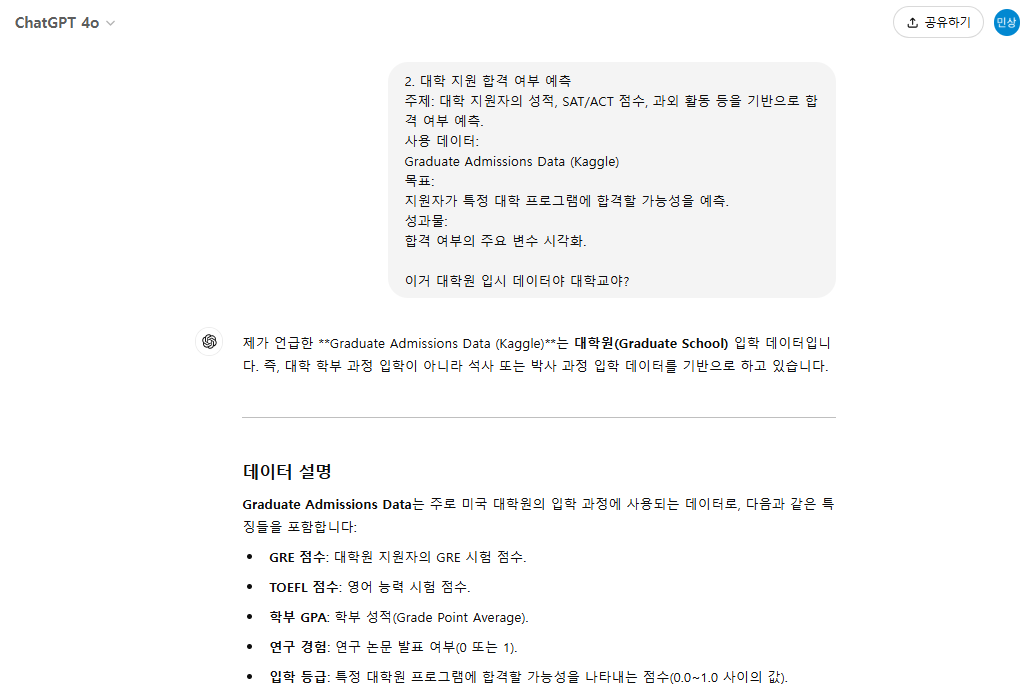 ChatGPT 4o
공유하기
민상
2. 대학 지원 합격 여부 예측
주제: 대학 지원자의 성적, SAT/ACT 점수, 과외 활동 등을 기반으로 합
격 여부 예측.
사용 데이터:
Graduate Admissions Data (Kaggle)
목표:
지원자가 특정 대학 프로그램에 합격할 가능성을 예측.
성과물:
합격 여부의 주요 변수 시각화.
이거 대학원 입시 데이터야 대학교야?
제가 언급한 **Graduate Admissions Data (Kaggle)**는 대학원(Graduate School) 입학 데이터입니
다. 즉, 대학 학부 과정 입학이 아니라 석사 또는 박사 과정 입학 데이터를 기반으로 하고 있습니다.
데이터 설명
Graduate Admissions Data는 주로 미국 대학원의 입학 과정에 사용되는 데이터로, 다음과 같은 특
징들을 포함합니다:
• GRE 점수: 대학원 지원자의 GRE 시험 점수.
• TOEFL 점수: 영어 능력 시험 점수.
• 학부 GPA: 학부 성적(Grade Point Average).
• 연구 경험: 연구 논문 발표 여부(0 또는 1).
• 입학 등급: 특정 대학원 프로그램에 합격할 가능성을 나타내는 점수(0.0~1.0 사이의 값).